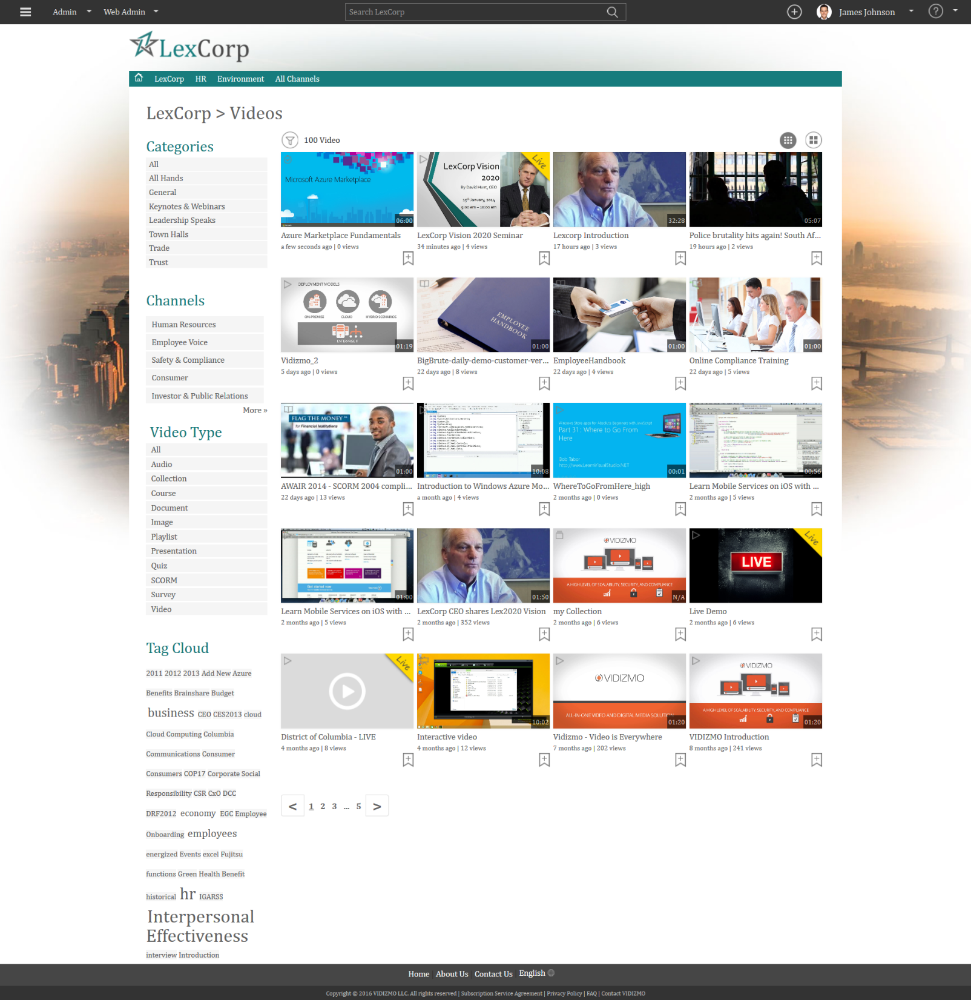 Admin Web Admin Search LexCorp James Johnson ?
LexCorp
LexCorp HR Environment All Channels
LexCorp > Videos
Categories
All
All Hands
General
Keynotes & Webinars
Leadership Speaks
Town Halls
Trade
Trust
Channels
Human Resources
Employee Voice
Safety & Compliance
Consumer
Investor & Public Relations
More »
Video Type
All
Audio
Collection
Course
Document
Image
Playlist
Presentation
Quiz
SCORM
Survey
Video
Tag Cloud
2011 2012 2013 Add New Azure
Benefits Brainshare Budget
business CEO CES2013 cloud
Cloud Computing Columbia
Communications Consumer
Consumers COP17 Corporate Social
Responsibility CSR CxO DCC
DRF2012 economy EGC Employee
Onboarding employees
energized Events excel Fujitsu
functions Green Health Benefit
historical hr IGARSS
Interpersonal
Effectiveness
interview Introduction
100 Video
Microsoft Azure Marketplace
06:00
Azure Marketplace Fundamentals
a few seconds ago | 0 views
LexCorp Vision
2020
By David Hunt, CEO
15th January, 2014
9:00 am – 10:00 am
Live
LexCorp Vision 2020 Seminar
34 minutes ago | 4 views
32:28
Lexcorp Introduction
17 hours ago | 3 views
05:07
Police brutality hits again! South Af...
19 hours ago | 2 views
DEPLOYMENT MODELS
ON-PREMISE CLOUD HYBRID SCENARIOS
01:19
Vidizmo_2
5 days ago | 0 views
EMPLOYEE
HANDBOOK
01:00
BigBrute-daily-demo-customer-ver...
22 days ago | 8 views
01:00
EmployeeHandbook
22 days ago | 4 views
01:00
Online Compliance Training
22 days ago | 5 views
FLAG THE MONEY
for Financial Institutions
01:00
AWAIR 2014 - SCORM 2004 compli...
22 days ago | 13 views
10:08
Introduction to Windows Azure Mo...
a month ago | 4 views
Windows Store apps for Absolute Beginners with JavaScript
Part 31 : Where to Go From
Here
Bob Tabor
http://www.LearnVisualStudio.NET
00:01
WhereToGoFromHere_high
2 months ago | 0 views
00:56
Learn Mobile Services on iOS with ...
2 months ago | 5 views
Get started now
01:00
Learn Mobile Services on iOS with ...
2 months ago | 5 views
01:50
LexCorp CEO shares Lex2020 Vision
2 months ago | 352 views
VIDIZMO
A HIGH LEVEL OF SCALABILITY, SECURITY, AND COMPLIANCE
N/A
my Collection
2 months ago | 6 views
LIVE
Live
Live Demo
2 months ago | 6 views
Live
District of Columbia - LIVE
4 months ago | 8 views
10:02
Interactive video
4 months ago | 12 views
VIDIZMO
ALL-IN-ONE VIDEO AND DIGITAL MEDIA SOLUTION
01:20
Vidizmo - Video is Everywhere
7 months ago | 202 views
VIDIZMO
A HIGH LEVEL OF SCALABILITY, SECURITY, AND COMPLIANCE
01:20
VIDIZMO Introduction
8 months ago | 241 views
< 1 2 3 ... 5 >
Home | About Us | Contact Us | English
Copyright © 2016 VIDIZMO LLC. All rights reserved | Subscription Service Agreement | Privacy Policy | FAQ | Contact VIDIZMO